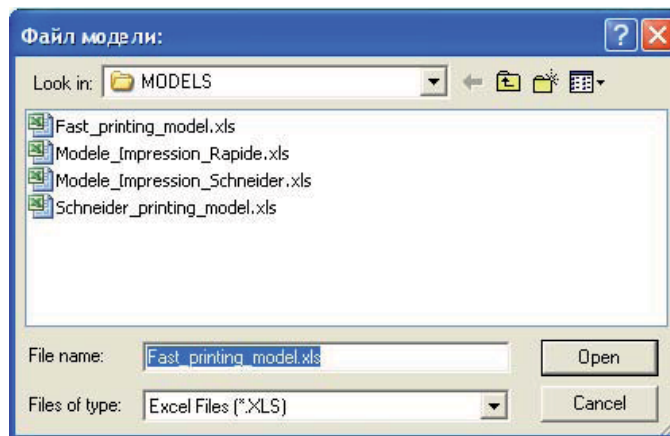 Файл модели:
Look in: MODELS
Fast_printing_model.xls
Modele_Impression_Rapide.xls
Modele_Impression_Schneider.xls
Schneider_printing_model.xls
File name: Fast_printing_model.xls Open
Files of type: Excel Files (*.XLS) Cancel